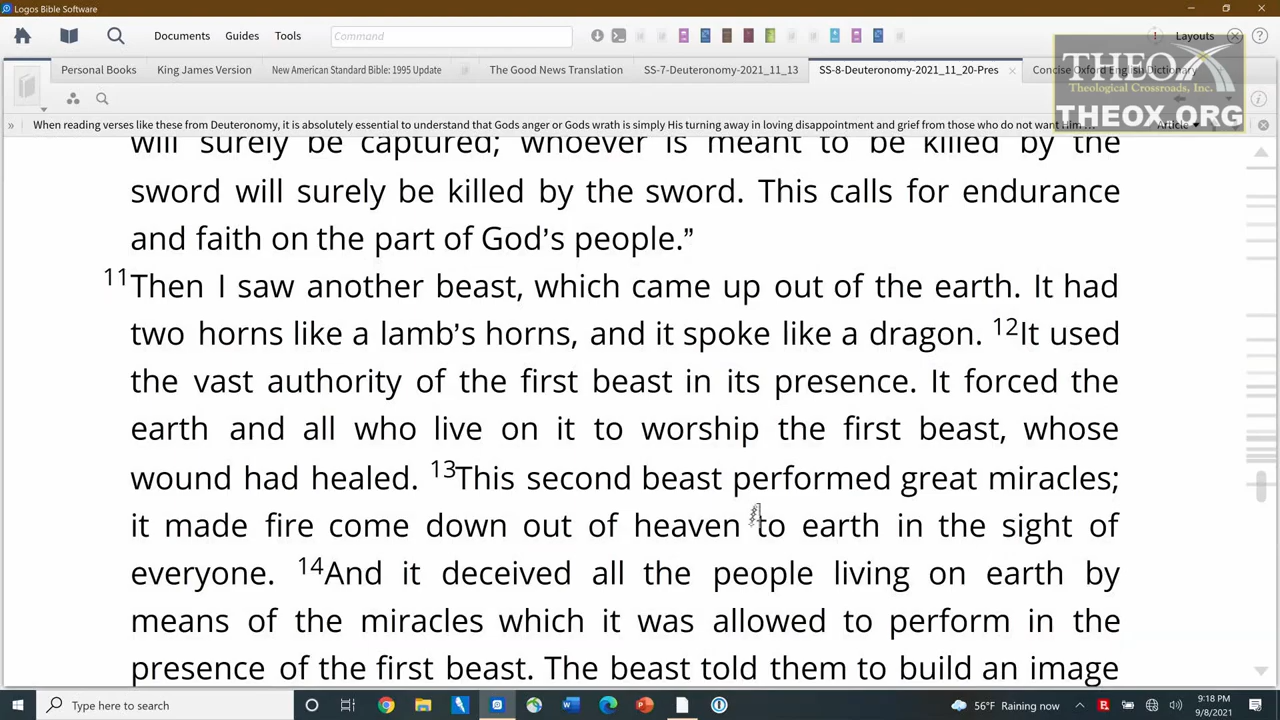 Logos Bible Software
Documents Guides Tools Command Layouts
Personal Books King James Version New American Standard updates The Good News Translation SS-7-Deuteronomy-2021_11_13 SS-8-Deuteronomy-2021_11_20-Pres Concise Oxford English Dictionary
THEOX
Theological Crossroads, Inc.
THEOX.ORG
When reading verses like these from Deuteronomy, it is absolutely essential to understand that Gods anger or Gods wrath is simply His turning away in loving disappointment and grief from those who do not want Him ... Article
will surely be captured; whoever is meant to be killed by the
sword will surely be killed by the sword. This calls for endurance
and faith on the part of God’s people.”
11Then I saw another beast, which came up out of the earth. It had
two horns like a lamb’s horns, and it spoke like a dragon. 12It used
the vast authority of the first beast in its presence. It forced the
earth and all who live on it to worship the first beast, whose
wound had healed. 13This second beast performed great miracles;
it made fire come down out of heaven to earth in the sight of
everyone. 14And it deceived all the people living on earth by
means of the miracles which it was allowed to perform in the
presence of the first beast. The beast told them to build an image
Type here to search 56°F Raining now 9:18 PM
9/8/2021